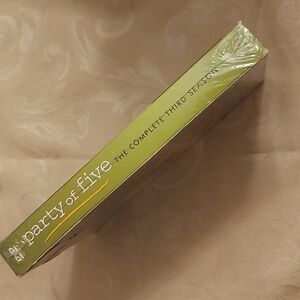 party of five
THE COMPLETE THIRD SEASON